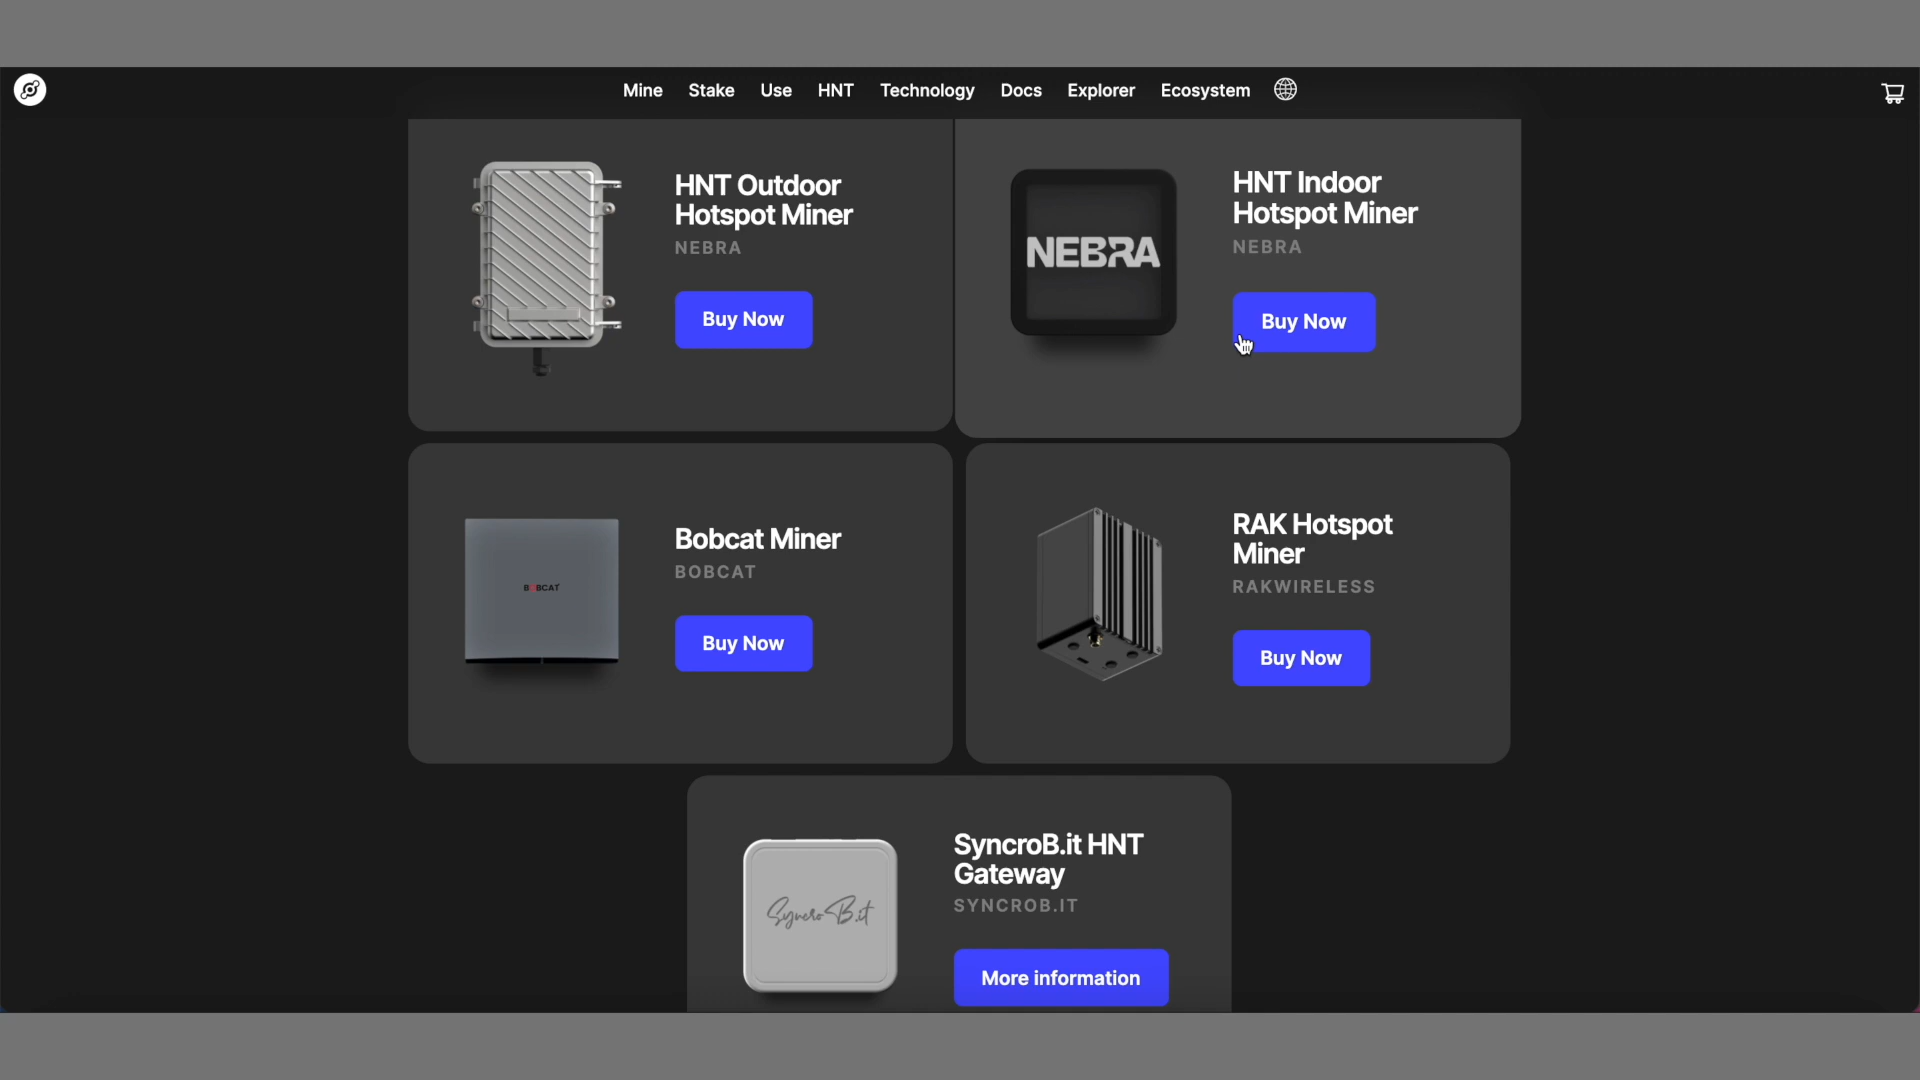 Mine Stake Use HNT Technology Docs Explorer Ecosystem
HNT Outdoor
Hotspot Miner
NEBRA
Buy Now
NEBRA
HNT Indoor
Hotspot Miner
NEBRA
Buy Now
BOBCAT
Bobcat Miner
BOBCAT
Buy Now
RAK Hotspot
Miner
RAKWIRELESS
Buy Now
SyncroB.it
SyncroB.it HNT
Gateway
SYNCROB.IT
More information